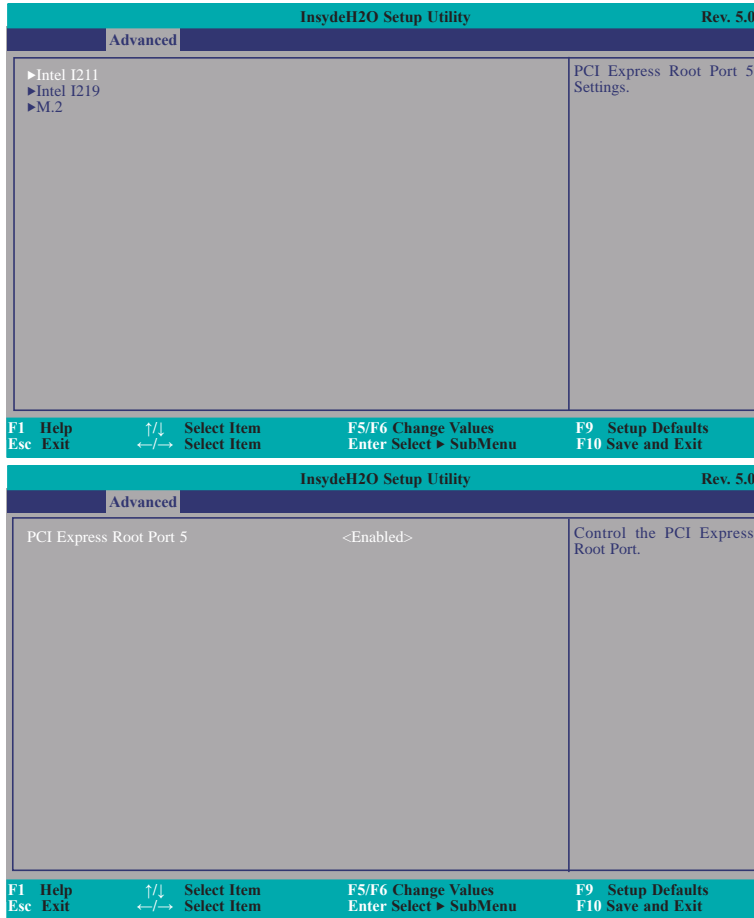 InsydeH2O Setup Utility Rev. 5.0
Advanced
▶Intel I211
▶Intel I219
▶M.2
PCI Express Root Port 5
Settings.
F1 Help ↑/↓ Select Item F5/F6 Change Values F9 Setup Defaults
Esc Exit ←/→ Select Item Enter Select ▶ SubMenu F10 Save and Exit
InsydeH2O Setup Utility Rev. 5.0
Advanced
PCI Express Root Port 5 <Enabled>
Control the PCI Express
Root Port.
F1 Help ↑/↓ Select Item F5/F6 Change Values F9 Setup Defaults
Esc Exit ←/→ Select Item Enter Select ▶ SubMenu F10 Save and Exit